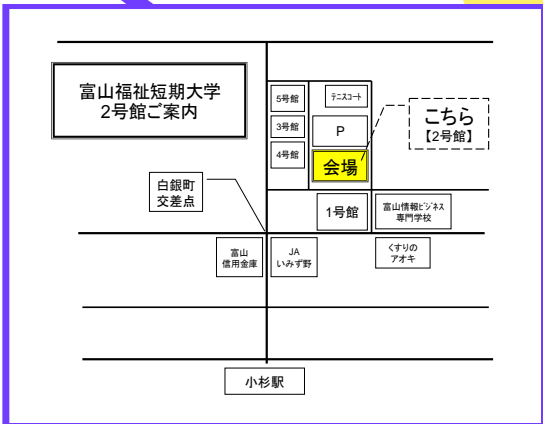 富山福祉短期大学
2号館ご案内
5号館
テニスコート
こちら
【2号館】
3号館
P
4号館
会場
白銀町
交差点
1号館
富山情報ビジネス
専門学校
富山
信用金庫
JA
いみず野
くすりの
アオキ
小杉駅